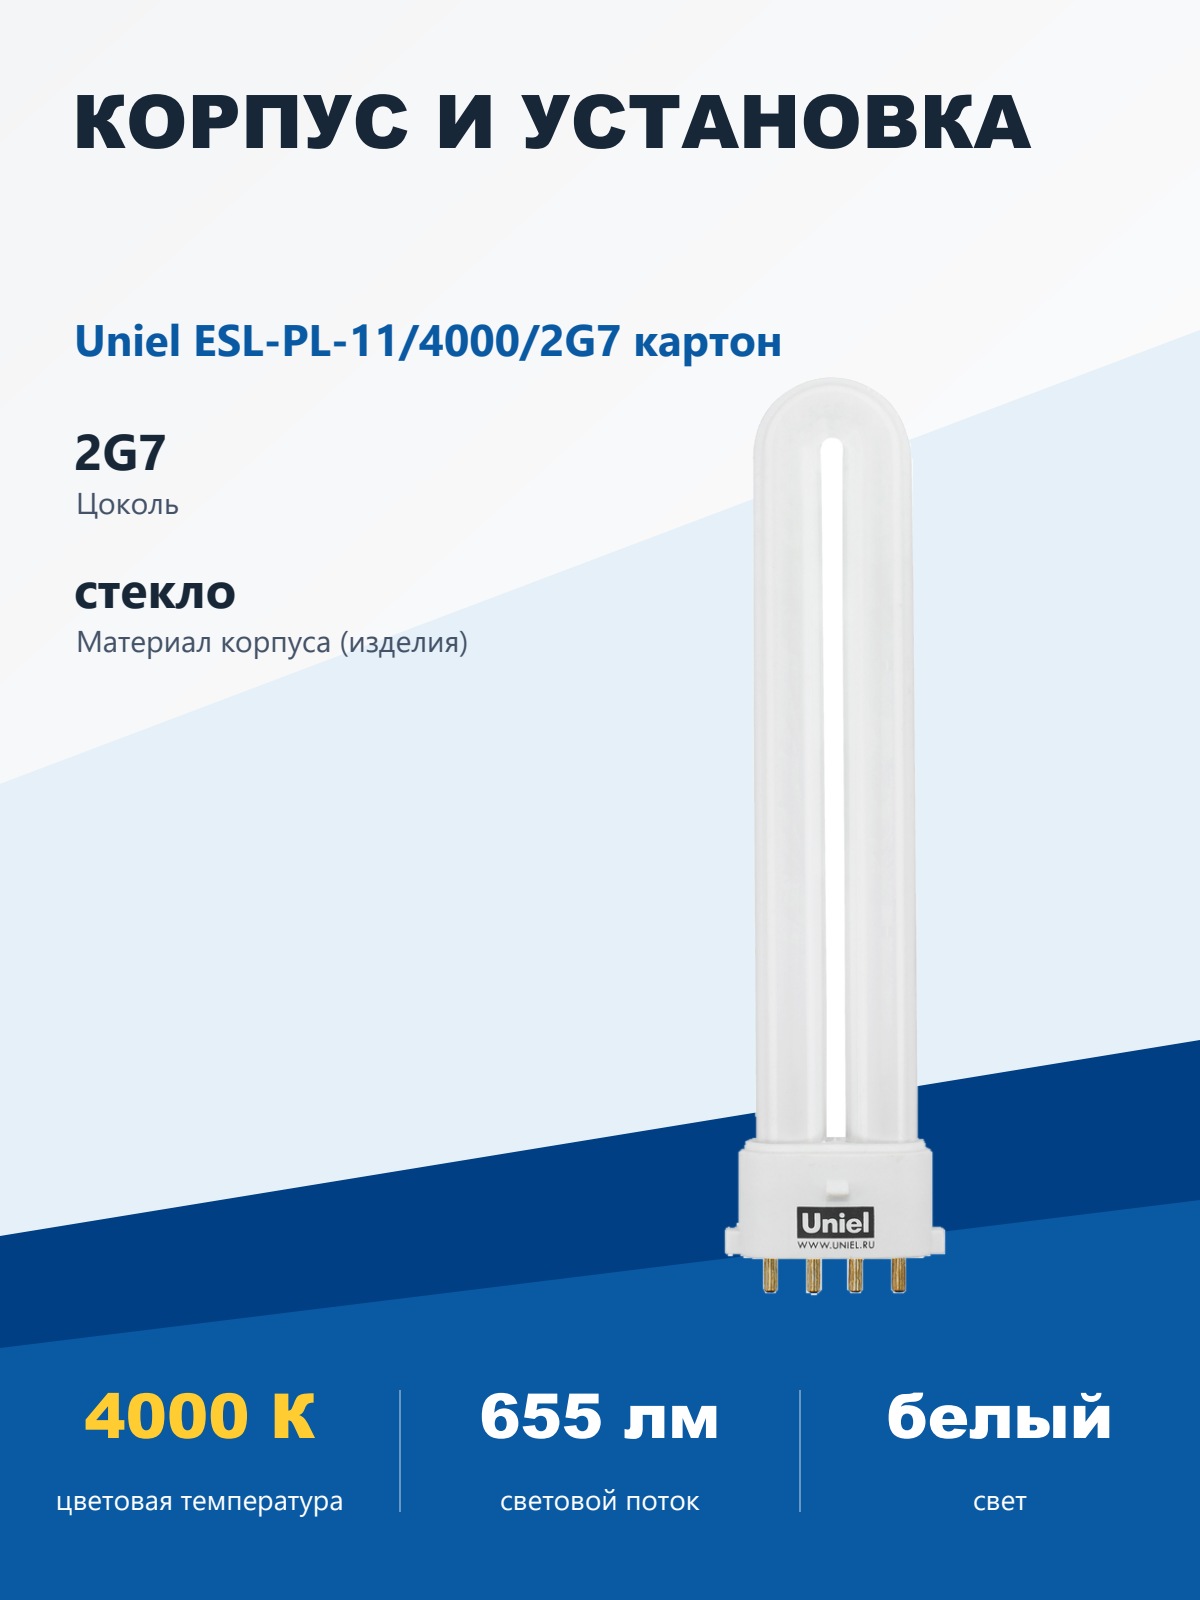 КОРПУС И УСТАНОВКА
Uniel ESL-PL-11/4000/2G7 картон
2G7
Цоколь
стекло
Материал корпуса (изделия)
Uniel
WWW.UNIEL.RU
4000 К
цветовая температура
655 лм
световой поток
белый
свет